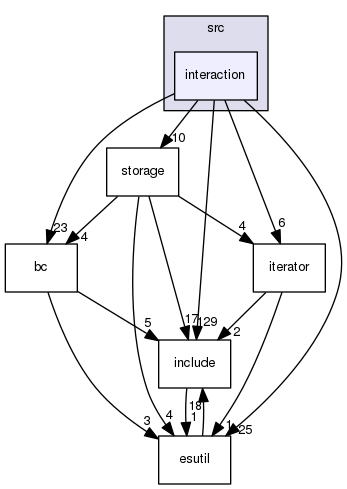 src
interaction
10
storage
23
4
4
6
bc
iterator
5
17
129
2
include
3
4
18
1
1
25
esutil